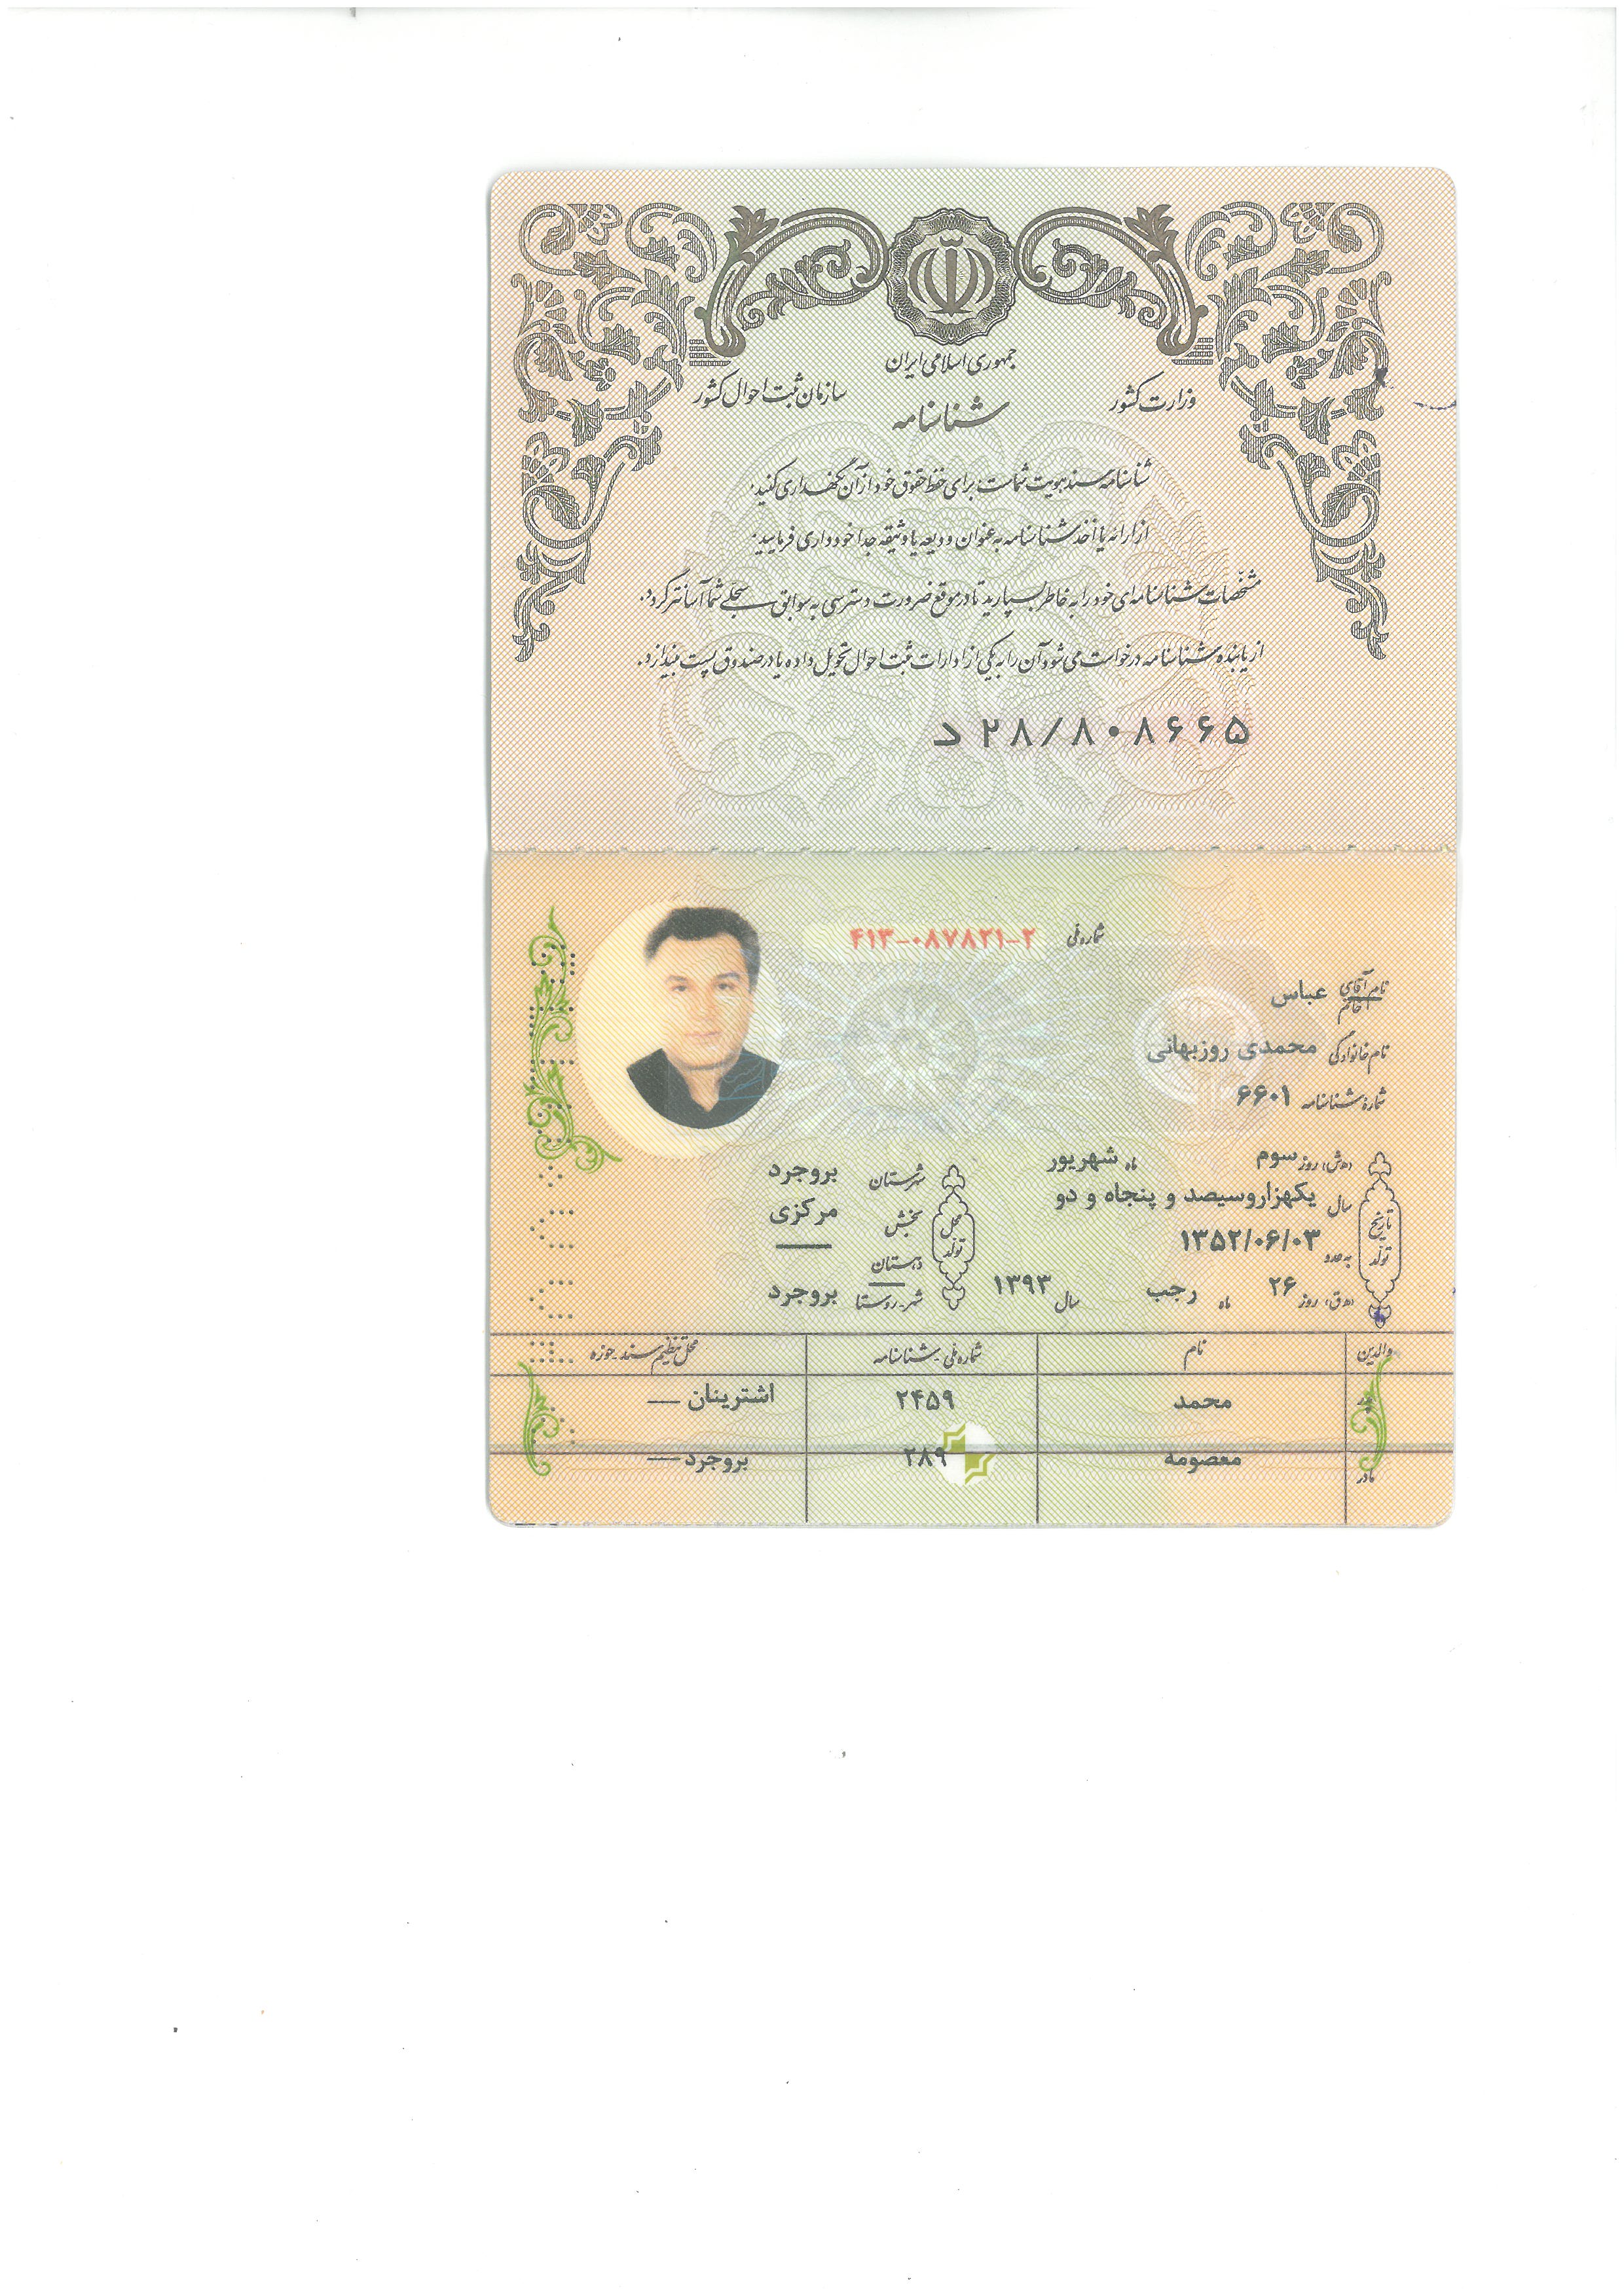 جمهوری اسلامی ایران
وزارت کشور
سازمان ثبت احوال کشور
شناسنامه
شناسنامه سند هویت شماست، برای حفظ حقوق خود از آن نگهداری کنید.
از ارائه یا اخذ شناسنامه به عنوان ودیعه یا وثیقه جداً خودداری فرمایید.
مشخصات شناسنامه‌ای خود را به خاطر بسپارید تا در موقع ضرورت دسترسی به سوابق سجلی شما آسانتر گردد.
از یابنده شناسنامه درخواست می شود آن را به یکی از ادارات ثبت احوال تحویل داده یا در صندوق پست بیندازد.
د ۲۸/۸۰۸۶۶۵
شماره ملی ۴۱۳-۰۸۷۸۲۱-۲
نام آقای خانم عباس
نام خانوادگی محمدی روزبهانی
شماره شناسنامه ۶۶۰۱
تاریخ تولد
(ه‍.ش) روز سوم ماه شهریور
سال یکهزاروسیصد و پنجاه و دو
به عدد ۱۳۵۲/۰۶/۰۳
(ه‍.ق) روز ۲۶ ماه رجب سال ۱۳۹۳
محل تولد
شهرستان بروجرد
بخش مرکزی
دهستان —
شهر-روستا بروجرد
والدین نام شماره ملی-شناسنامه محل تنظیم سند-حوزه
پدر محمد ۲۴۵۹ اشترینان —
مادر معصومه ۲۸۹ بروجرد —